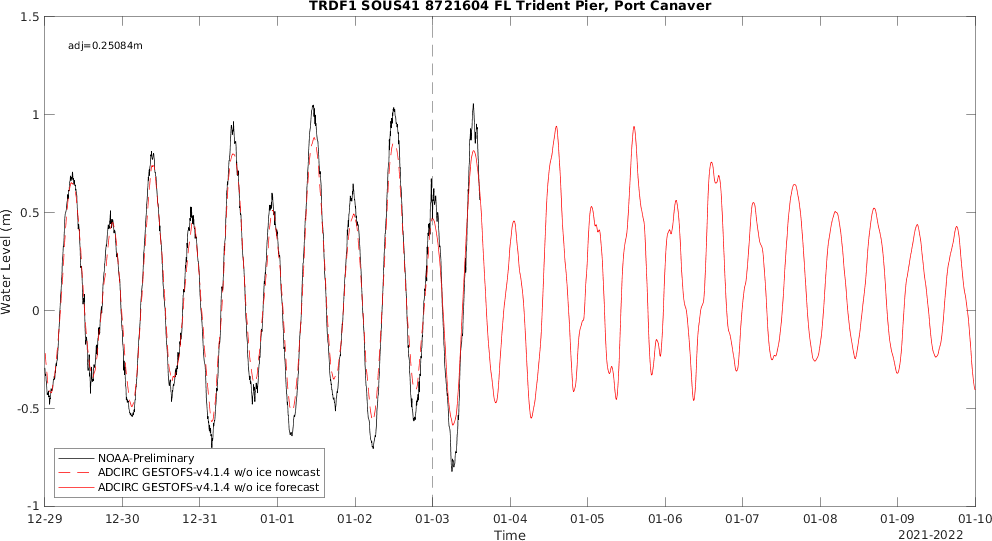 TRDF1 SOUS41 8721604 FL Trident Pier, Port Canaver
adj=0.25084m
Water Level (m)
1.5
1
0.5
0
-0.5
-1
NOAA-Preliminary
ADCIRC GESTOFS-v4.1.4 w/o ice nowcast
ADCIRC GESTOFS-v4.1.4 w/o ice forecast
12-29 12-30 12-31 01-01 01-02 01-03 01-04 01-05 01-06 01-07 01-08 01-09 01-10
Time
2021-2022